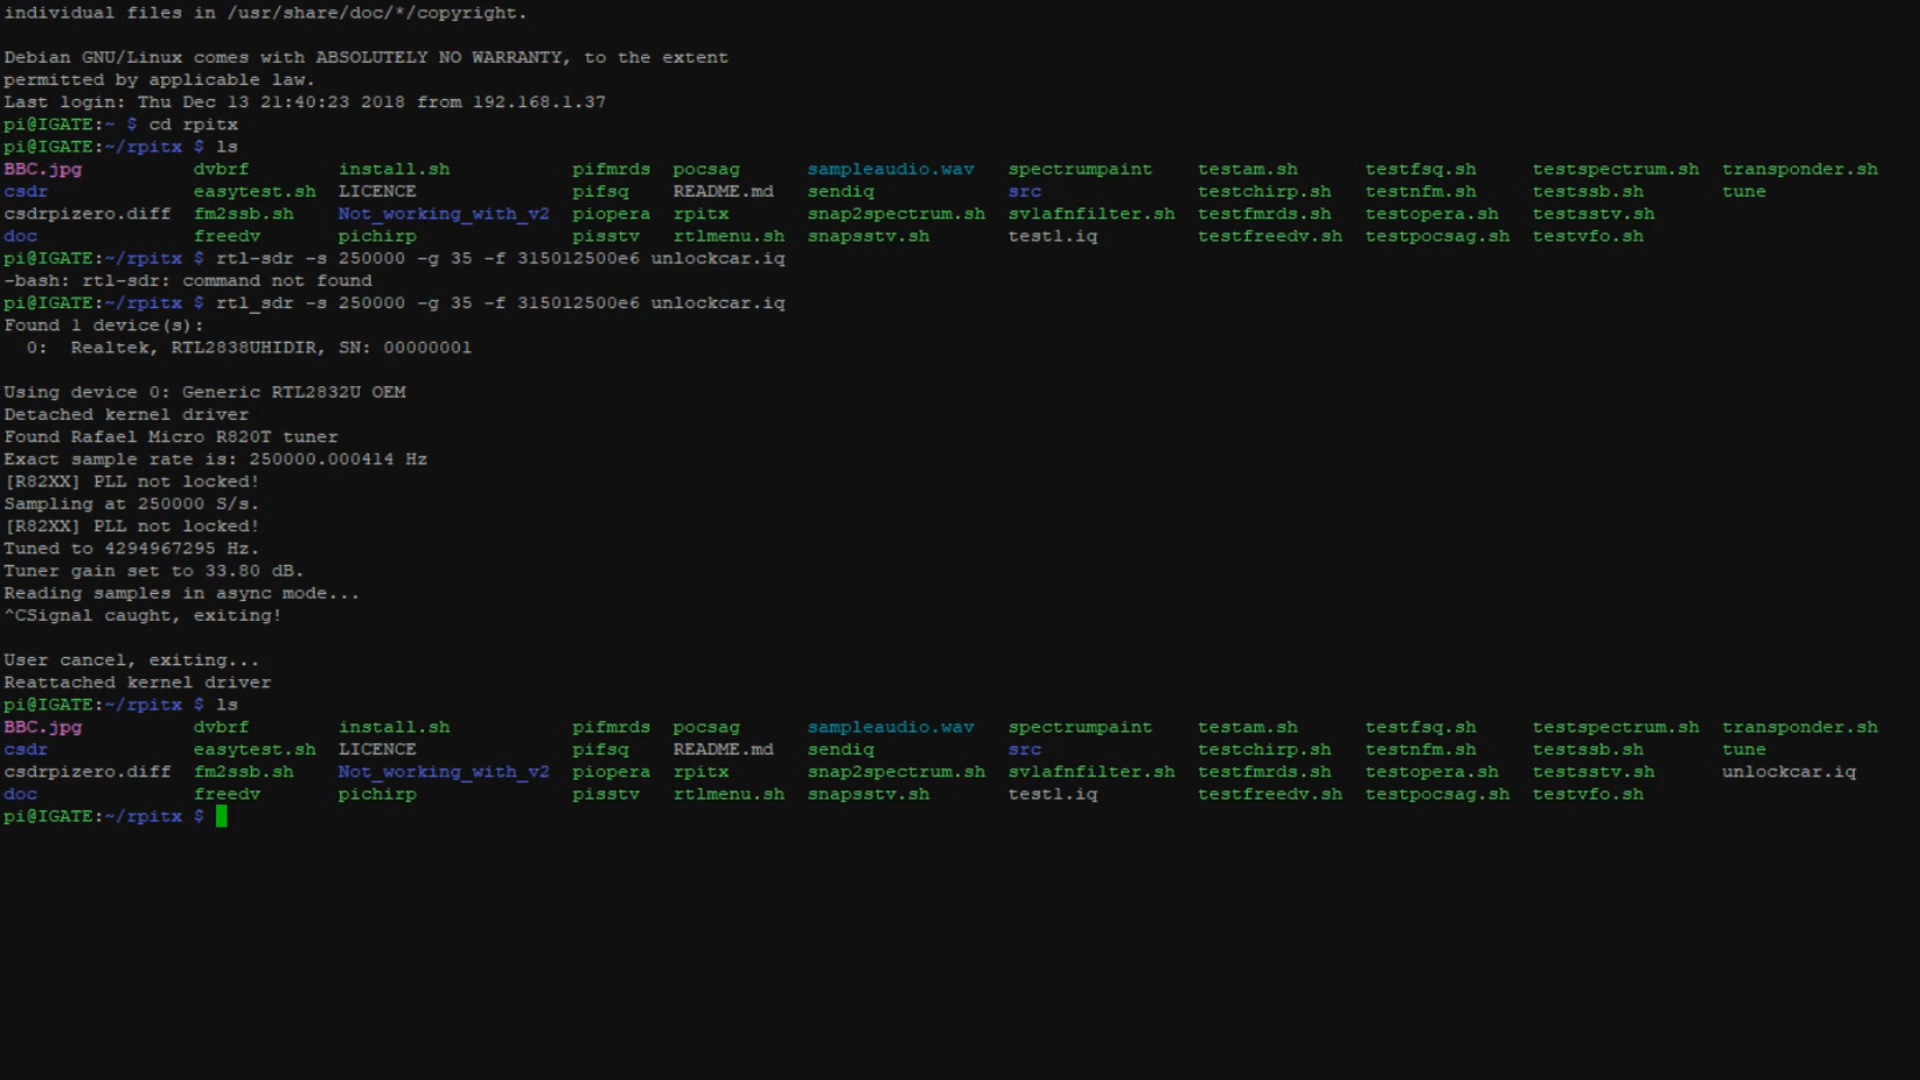 individual files in /usr/share/doc/*/copyright.
Debian GNU/Linux comes with ABSOLUTELY NO WARRANTY, to the extent
permitted by applicable law.
Last login: Thu Dec 13 21:40:23 2018 from 192.168.1.37
pi@IGATE:~ $ cd rpitx
pi@IGATE:~/rpitx $ ls
BBC.jpg dvbrf install.sh pifmrds pocsag sampleaudio.wav spectrumpaint testam.sh testfsq.sh testspectrum.sh transponder.sh
csdr easytest.sh LICENCE pifsq README.md sendiq src testchirp.sh testnfm.sh testssb.sh tune
csdrpizero.diff fm2ssb.sh Not_working_with_v2 piopera rpitx snap2spectrum.sh svlafnfilter.sh testfmrds.sh testopera.sh testsstv.sh
doc freedv pichirp pisstv rtlmenu.sh snapsstv.sh test1.iq testfreedv.sh testpocsag.sh testvfo.sh
pi@IGATE:~/rpitx $ rtl-sdr -s 250000 -g 35 -f 315012500e6 unlockcar.iq
-bash: rtl-sdr: command not found
pi@IGATE:~/rpitx $ rtl_sdr -s 250000 -g 35 -f 315012500e6 unlockcar.iq
Found 1 device(s):
0: Realtek, RTL2838UHIDIR, SN: 00000001
Using device 0: Generic RTL2832U OEM
Detached kernel driver
Found Rafael Micro R820T tuner
Exact sample rate is: 250000.000414 Hz
[R82XX] PLL not locked!
Sampling at 250000 S/s.
[R82XX] PLL not locked!
Tuned to 4294967295 Hz.
Tuner gain set to 33.80 dB.
Reading samples in async mode...
^CSignal caught, exiting!
User cancel, exiting...
Reattached kernel driver
pi@IGATE:~/rpitx $ ls
BBC.jpg dvbrf install.sh pifmrds pocsag sampleaudio.wav spectrumpaint testam.sh testfsq.sh testspectrum.sh transponder.sh
csdr easytest.sh LICENCE pifsq README.md sendiq src testchirp.sh testnfm.sh testssb.sh tune
csdrpizero.diff fm2ssb.sh Not_working_with_v2 piopera rpitx snap2spectrum.sh svlafnfilter.sh testfmrds.sh testopera.sh testsstv.sh unlockcar.iq
doc freedv pichirp pisstv rtlmenu.sh snapsstv.sh test1.iq testfreedv.sh testpocsag.sh testvfo.sh
pi@IGATE:~/rpitx $